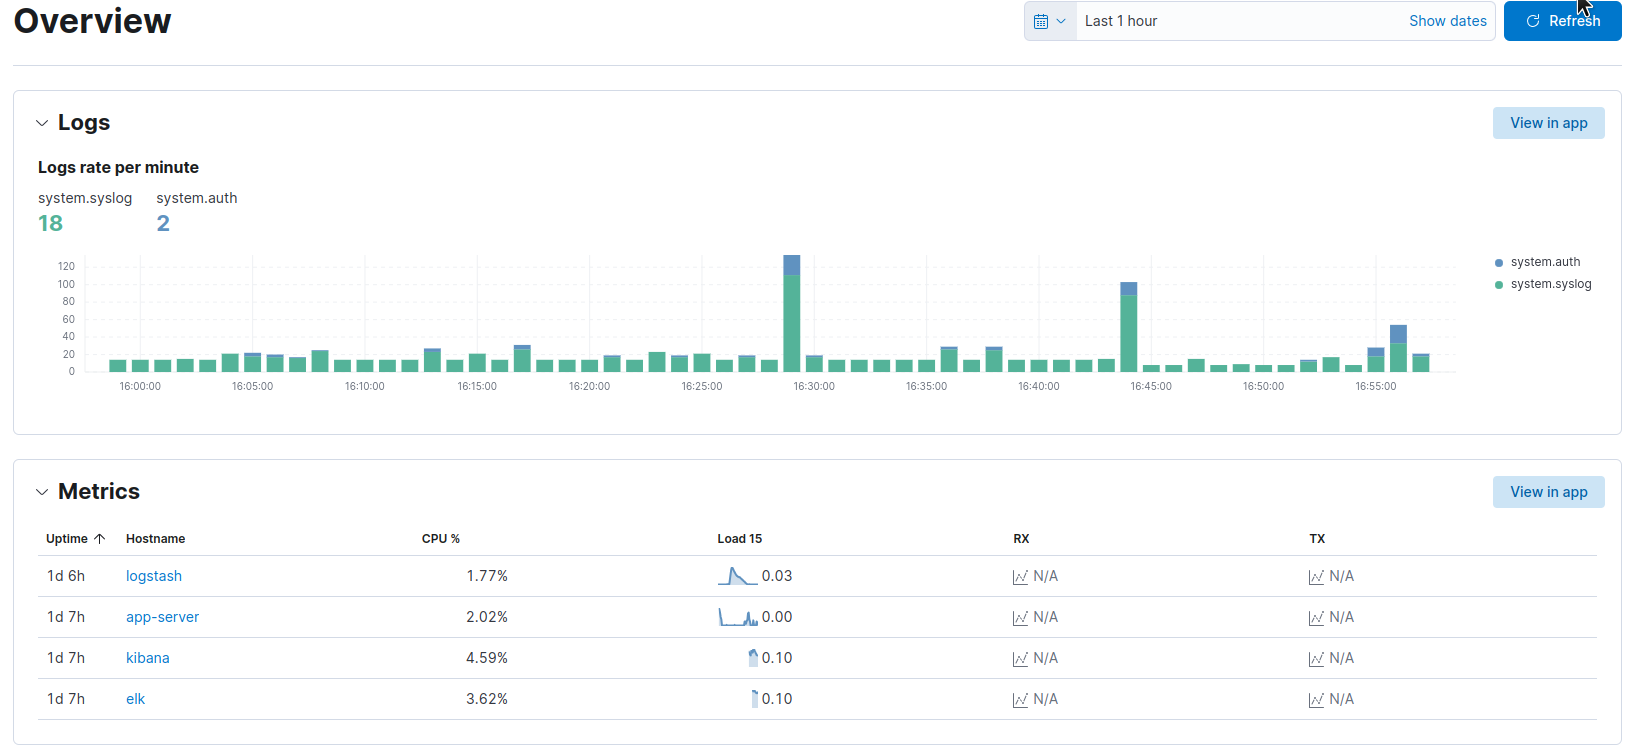 Overview
Last 1 hour Show dates Refresh
Logs View in app
Logs rate per minute
system.syslog system.auth
18 2
120
100
80
60
40
20
0
16:00:00 16:05:00 16:10:00 16:15:00 16:20:00 16:25:00 16:30:00 16:35:00 16:40:00 16:45:00 16:50:00 16:55:00
system.auth
system.syslog
Metrics View in app
Uptime Hostname CPU % Load 15 RX TX
1d 6h logstash 1.77% 0.03 N/A N/A
1d 7h app-server 2.02% 0.00 N/A N/A
1d 7h kibana 4.59% 0.10 N/A N/A
1d 7h elk 3.62% 0.10 N/A N/A